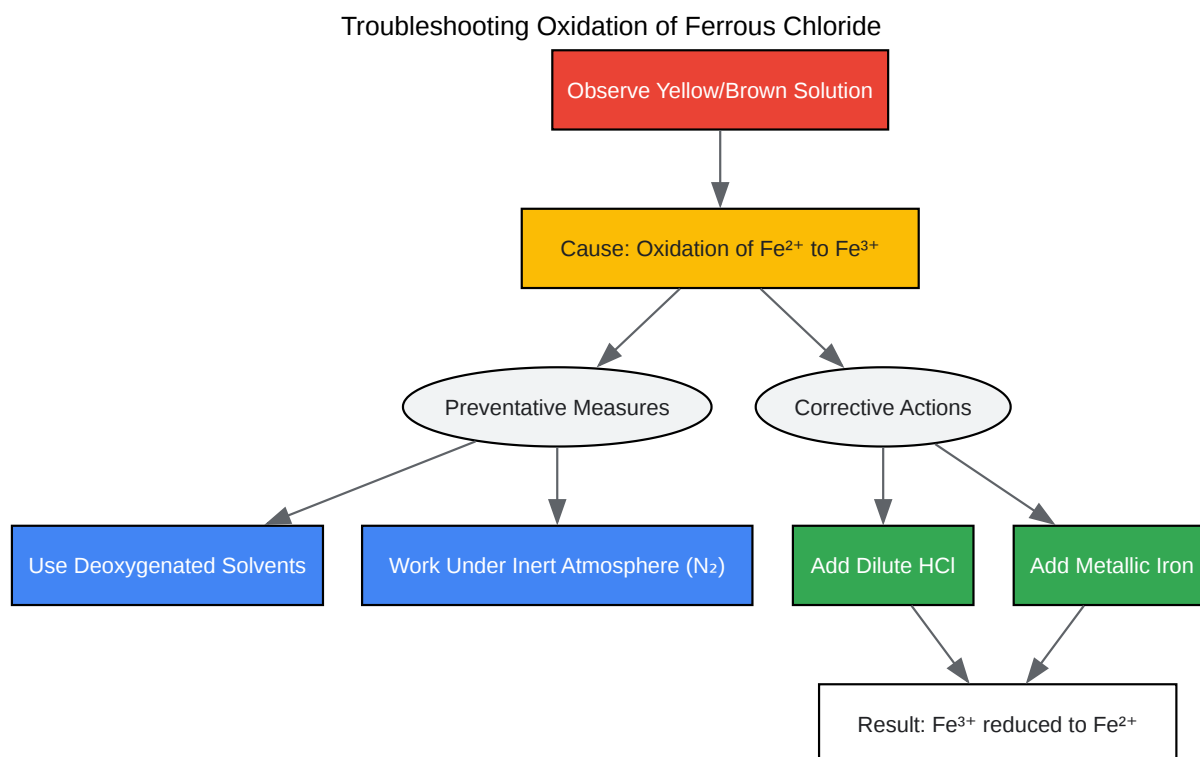 Troubleshooting Oxidation of Ferrous Chloride
Observe Yellow/Brown Solution
Cause: Oxidation of Fe²⁺ to Fe³⁺
Preventative Measures
Corrective Actions
Use Deoxygenated Solvents
Work Under Inert Atmosphere (N₂)
Add Dilute HCl
Add Metallic Iron
Result: Fe³⁺ reduced to Fe²⁺